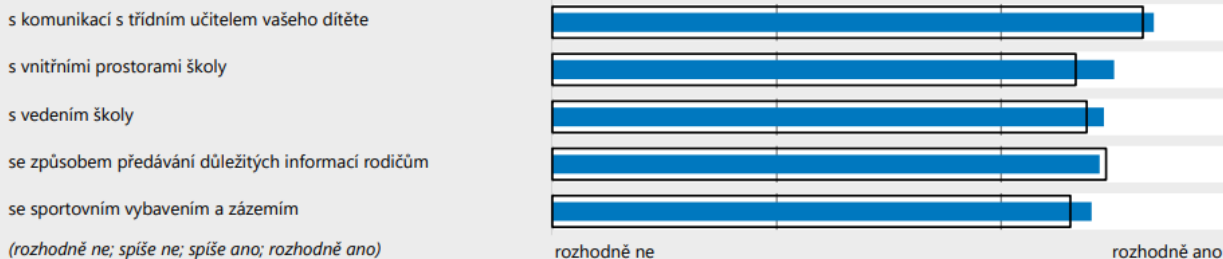 s komunikací s třídním učitelem vašeho dítěte
s vnitřními prostorami školy
s vedením školy
se způsobem předávání důležitých informací rodičům
se sportovním vybavením a zázemím
(rozhodně ne; spíše ne; spíše ano; rozhodně ano) rozhodně ne rozhodně ano